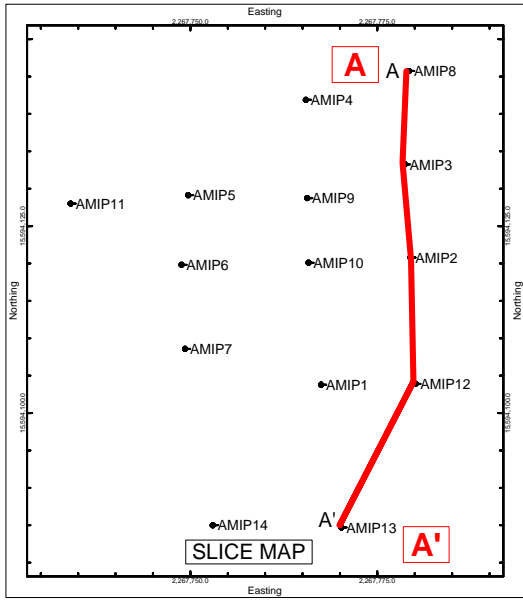 Easting
2,267,750.0
2,267,775.0
A
A
AMIP8
AMIP4
AMIP3
AMIP11
AMIP5
AMIP9
15,594,125.0
15,594,125.0
AMIP6
AMIP10
AMIP2
Northing
Northing
AMIP7
AMIP1
AMIP12
15,594,100.0
15,594,100.0
AMIP14
A'
AMIP13
A'
SLICE MAP
2,267,750.0
2,267,775.0
Easting